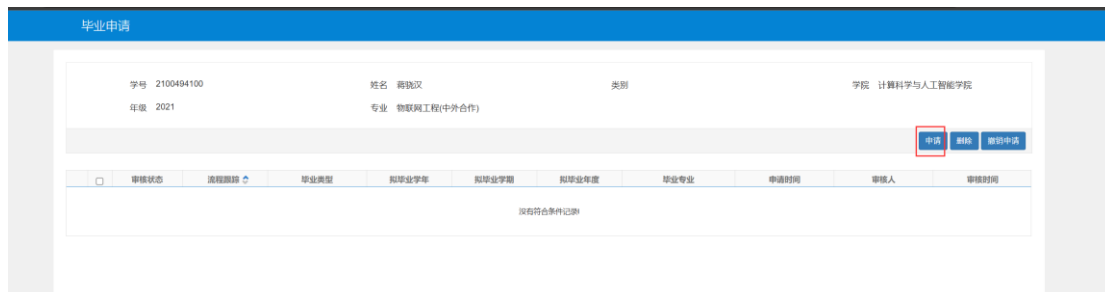 毕业申请
学号 2100494100 姓名 蒋骁汉 类别 学院 计算科学与人工智能学院
年级 2021 专业 物联网工程(中外合作)
申请 删除 撤销申请
审核状态 流程跟踪 毕业类型 拟毕业学年 拟毕业学期 拟毕业年度 毕业专业 申请时间 审核人 审核时间
没有符合条件记录!